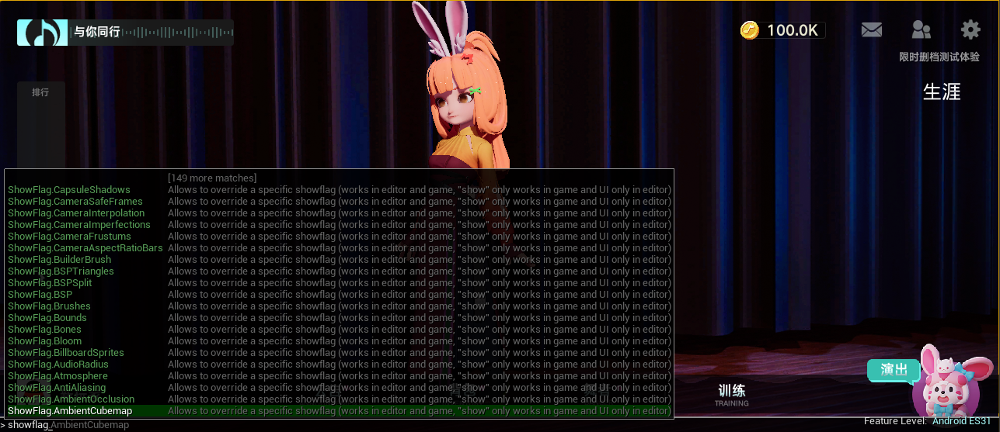 与你同行
100.0K
限时删档测试体验
排行
生涯
[149 more matches]
ShowFlag.CapsuleShadows Allows to override a specific showflag (works in editor and game, "show" only works in game and UI only in editor)
ShowFlag.CameraSafeFrames Allows to override a specific showflag (works in editor and game, "show" only works in game and UI only in editor)
ShowFlag.CameraInterpolation Allows to override a specific showflag (works in editor and game, "show" only works in game and UI only in editor)
ShowFlag.CameraImperfections Allows to override a specific showflag (works in editor and game, "show" only works in game and UI only in editor)
ShowFlag.CameraFrustums Allows to override a specific showflag (works in editor and game, "show" only works in game and UI only in editor)
ShowFlag.CameraAspectRatioBars Allows to override a specific showflag (works in editor and game, "show" only works in game and UI only in editor)
ShowFlag.BuilderBrush Allows to override a specific showflag (works in editor and game, "show" only works in game and UI only in editor)
ShowFlag.BSPTriangles Allows to override a specific showflag (works in editor and game, "show" only works in game and UI only in editor)
ShowFlag.BSPSplit Allows to override a specific showflag (works in editor and game, "show" only works in game and UI only in editor)
ShowFlag.BSP Allows to override a specific showflag (works in editor and game, "show" only works in game and UI only in editor)
ShowFlag.Brushes Allows to override a specific showflag (works in editor and game, "show" only works in game and UI only in editor)
ShowFlag.Bounds Allows to override a specific showflag (works in editor and game, "show" only works in game and UI only in editor)
ShowFlag.Bones Allows to override a specific showflag (works in editor and game, "show" only works in game and UI only in editor)
ShowFlag.Bloom Allows to override a specific showflag (works in editor and game, "show" only works in game and UI only in editor)
ShowFlag.BillboardSprites Allows to override a specific showflag (works in editor and game, "show" only works in game and UI only in editor)
ShowFlag.AudioRadius Allows to override a specific showflag (works in editor and game, "show" only works in game and UI only in editor)
ShowFlag.Atmosphere Allows to override a specific showflag (works in editor and game, "show" only works in game and UI only in editor)
ShowFlag.AntiAliasing Allows to override a specific showflag (works in editor and game, "show" only works in game and UI only in editor)
ShowFlag.AmbientOcclusion Allows to override a specific showflag (works in editor and game, "show" only works in game and UI only in editor)
ShowFlag.AmbientCubemap Allows to override a specific showflag (works in editor and game, "show" only works in game and UI only in editor)
演出
训练
TRAINING
Feature Level: Android ES31
> showflag_AmbientCubemap